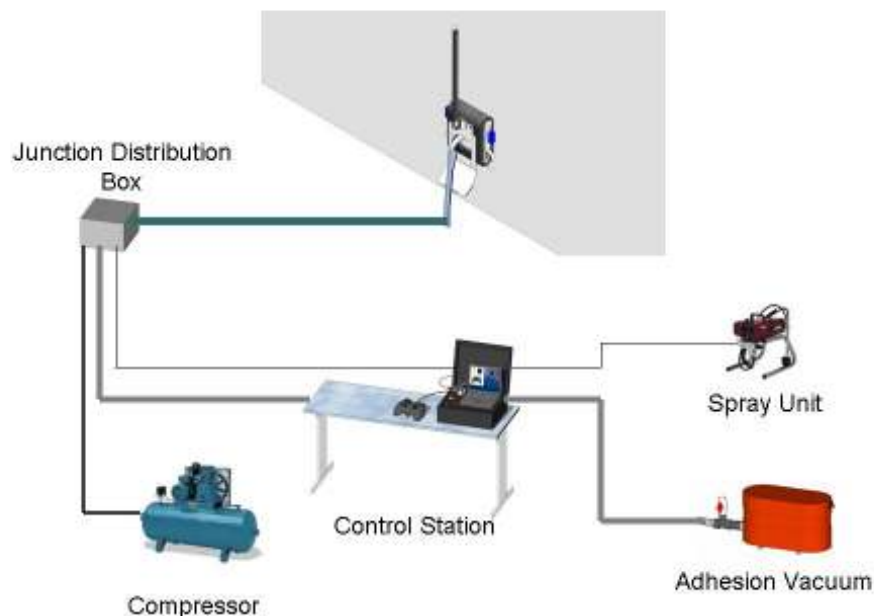 Junction Distribution
Box
Spray Unit
Control Station
Adhesion Vacuum
Compressor